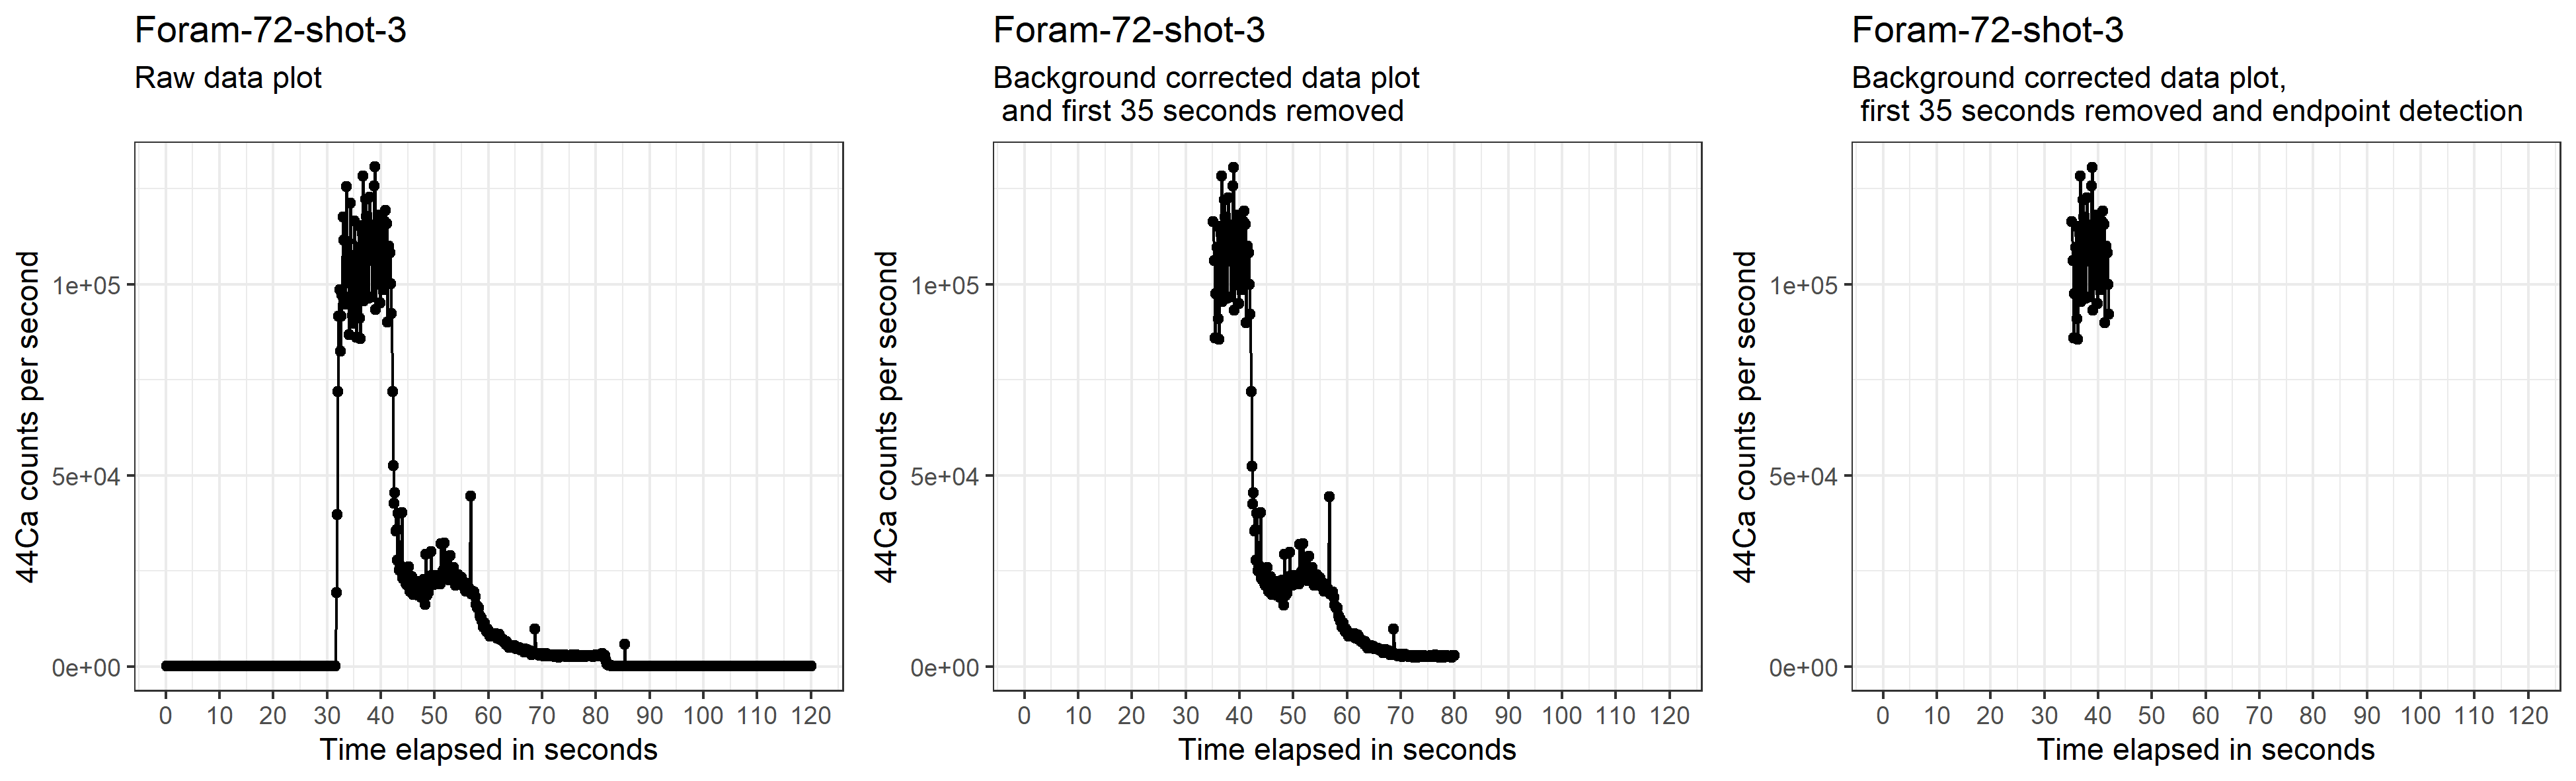 Foram-72-shot-3
Raw data plot
44Ca counts per second
1e+05
5e+04
0e+00
0 10 20 30 40 50 60 70 80 90 100 110 120
Time elapsed in seconds
Foram-72-shot-3
Background corrected data plot
and first 35 seconds removed
44Ca counts per second
1e+05
5e+04
0e+00
0 10 20 30 40 50 60 70 80 90 100 110 120
Time elapsed in seconds
Foram-72-shot-3
Background corrected data plot,
first 35 seconds removed and endpoint detection
44Ca counts per second
1e+05
5e+04
0e+00
0 10 20 30 40 50 60 70 80 90 100 110 120
Time elapsed in seconds